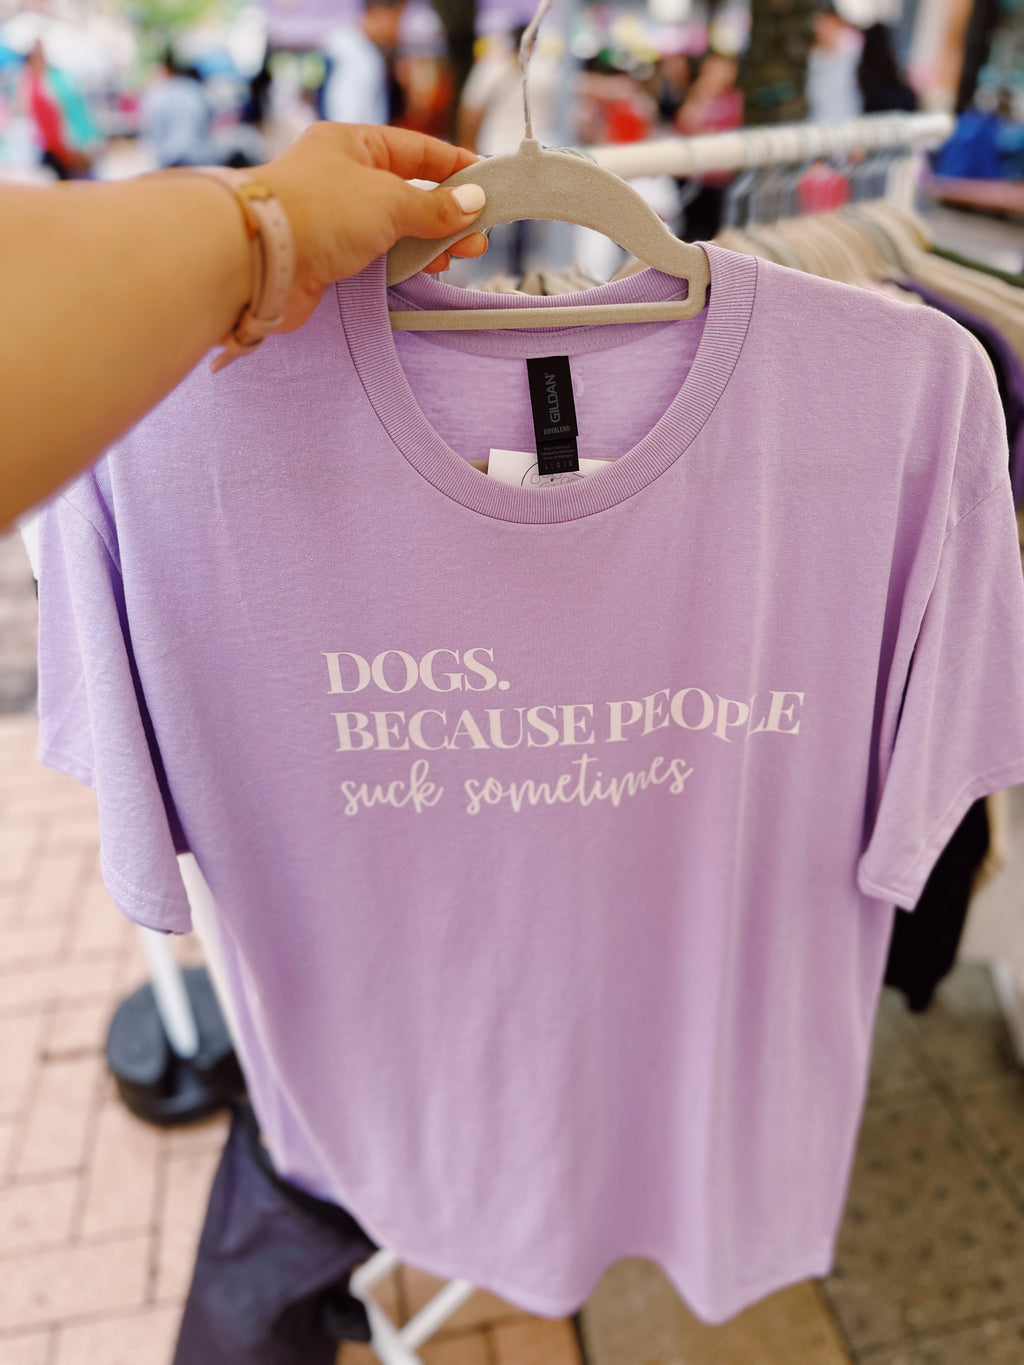 GILDAN
DRYBLEND
L | G | G
DOGS.
BECAUSE PEOPLE
suck sometimes